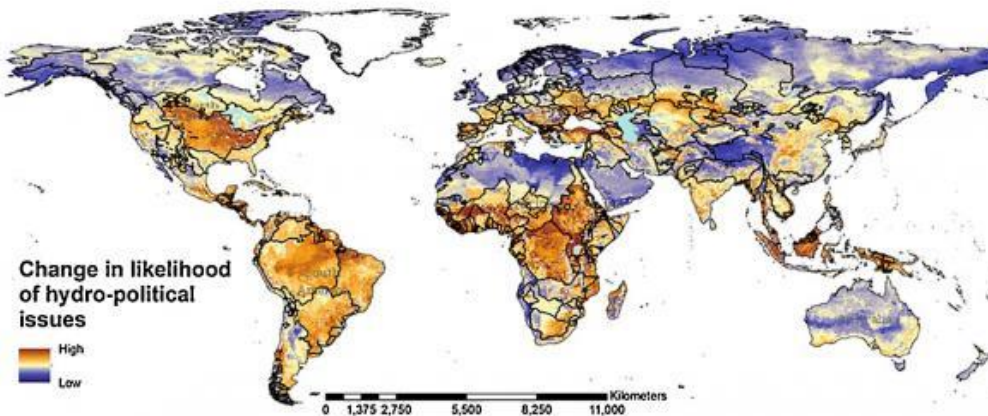 Change in likelihood
of hydro-political
issues
High
Low
South
Kilometers
0 1,375 2,750 5,500 8,250 11,000